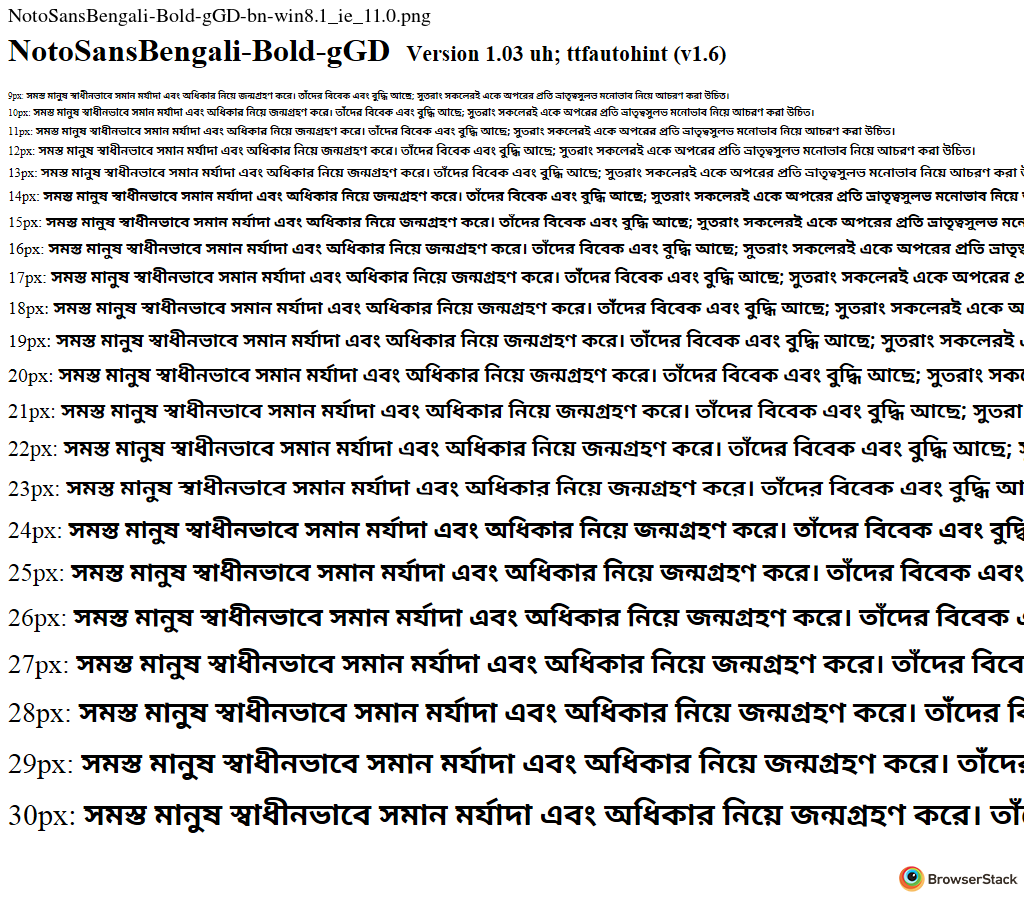 NotoSansBengali-Bold-gGD-bn-win8.1_ie_11.0.png
NotoSansBengali-Bold-gGD Version 1.03 uh; ttfautohint (v1.6)
9px: সমস্ত মানুষ স্বাধীনভাবে সমান মর্যাদা এবং অধিকার নিয়ে জন্মগ্রহণ করে। তাঁদের বিবেক এবং বুদ্ধি আছে; সুতরাং সকলেরই একে অপরের প্রতি ভ্রাতৃত্বসুলভ মনোভাব নিয়ে আচরণ করা উচিত।
10px: সমস্ত মানুষ স্বাধীনভাবে সমান মর্যাদা এবং অধিকার নিয়ে জন্মগ্রহণ করে। তাঁদের বিবেক এবং বুদ্ধি আছে; সুতরাং সকলেরই একে অপরের প্রতি ভ্রাতৃত্বসুলভ মনোভাব নিয়ে আচরণ করা উচিত।
11px: সমস্ত মানুষ স্বাধীনভাবে সমান মর্যাদা এবং অধিকার নিয়ে জন্মগ্রহণ করে। তাঁদের বিবেক এবং বুদ্ধি আছে; সুতরাং সকলেরই একে অপরের প্রতি ভ্রাতৃত্বসুলভ মনোভাব নিয়ে আচরণ করা উচিত।
12px: সমস্ত মানুষ স্বাধীনভাবে সমান মর্যাদা এবং অধিকার নিয়ে জন্মগ্রহণ করে। তাঁদের বিবেক এবং বুদ্ধি আছে; সুতরাং সকলেরই একে অপরের প্রতি ভ্রাতৃত্বসুলভ মনোভাব নিয়ে আচরণ করা উচিত।
13px: সমস্ত মানুষ স্বাধীনভাবে সমান মর্যাদা এবং অধিকার নিয়ে জন্মগ্রহণ করে। তাঁদের বিবেক এবং বুদ্ধি আছে; সুতরাং সকলেরই একে অপরের প্রতি ভ্রাতৃত্বসুলভ মনোভাব নিয়ে আচরণ করা
14px: সমস্ত মানুষ স্বাধীনভাবে সমান মর্যাদা এবং অধিকার নিয়ে জন্মগ্রহণ করে। তাঁদের বিবেক এবং বুদ্ধি আছে; সুতরাং সকলেরই একে অপরের প্রতি ভ্রাতৃত্বসুলভ মনোভাব নিয়ে
15px: সমস্ত মানুষ স্বাধীনভাবে সমান মর্যাদা এবং অধিকার নিয়ে জন্মগ্রহণ করে। তাঁদের বিবেক এবং বুদ্ধি আছে; সুতরাং সকলেরই একে অপরের প্রতি ভ্রাতৃত্বসুলভ
16px: সমস্ত মানুষ স্বাধীনভাবে সমান মর্যাদা এবং অধিকার নিয়ে জন্মগ্রহণ করে। তাঁদের বিবেক এবং বুদ্ধি আছে; সুতরাং সকলেরই একে অপরের প্রতি
17px: সমস্ত মানুষ স্বাধীনভাবে সমান মর্যাদা এবং অধিকার নিয়ে জন্মগ্রহণ করে। তাঁদের বিবেক এবং বুদ্ধি আছে; সুতরাং সকলেরই একে অপরের
18px: সমস্ত মানুষ স্বাধীনভাবে সমান মর্যাদা এবং অধিকার নিয়ে জন্মগ্রহণ করে। তাঁদের বিবেক এবং বুদ্ধি আছে; সুতরাং সকলেরই একে
19px: সমস্ত মানুষ স্বাধীনভাবে সমান মর্যাদা এবং অধিকার নিয়ে জন্মগ্রহণ করে। তাঁদের বিবেক এবং বুদ্ধি আছে; সুতরাং সকলেরই
20px: সমস্ত মানুষ স্বাধীনভাবে সমান মর্যাদা এবং অধিকার নিয়ে জন্মগ্রহণ করে। তাঁদের বিবেক এবং বুদ্ধি আছে; সুতরাং
21px: সমস্ত মানুষ স্বাধীনভাবে সমান মর্যাদা এবং অধিকার নিয়ে জন্মগ্রহণ করে। তাঁদের বিবেক এবং বুদ্ধি আছে; সুতরা
22px: সমস্ত মানুষ স্বাধীনভাবে সমান মর্যাদা এবং অধিকার নিয়ে জন্মগ্রহণ করে। তাঁদের বিবেক এবং বুদ্ধি আছে;
23px: সমস্ত মানুষ স্বাধীনভাবে সমান মর্যাদা এবং অধিকার নিয়ে জন্মগ্রহণ করে। তাঁদের বিবেক এবং বুদ্ধি আ
24px: সমস্ত মানুষ স্বাধীনভাবে সমান মর্যাদা এবং অধিকার নিয়ে জন্মগ্রহণ করে। তাঁদের বিবেক এবং বুদ্ধি
25px: সমস্ত মানুষ স্বাধীনভাবে সমান মর্যাদা এবং অধিকার নিয়ে জন্মগ্রহণ করে। তাঁদের বিবেক এবং
26px: সমস্ত মানুষ স্বাধীনভাবে সমান মর্যাদা এবং অধিকার নিয়ে জন্মগ্রহণ করে। তাঁদের বিবেক
27px: সমস্ত মানুষ স্বাধীনভাবে সমান মর্যাদা এবং অধিকার নিয়ে জন্মগ্রহণ করে। তাঁদের বিবে
28px: সমস্ত মানুষ স্বাধীনভাবে সমান মর্যাদা এবং অধিকার নিয়ে জন্মগ্রহণ করে। তাঁদের
29px: সমস্ত মানুষ স্বাধীনভাবে সমান মর্যাদা এবং অধিকার নিয়ে জন্মগ্রহণ করে। তাঁদের
30px: সমস্ত মানুষ স্বাধীনভাবে সমান মর্যাদা এবং অধিকার নিয়ে জন্মগ্রহণ করে। তাঁ
BrowserStack